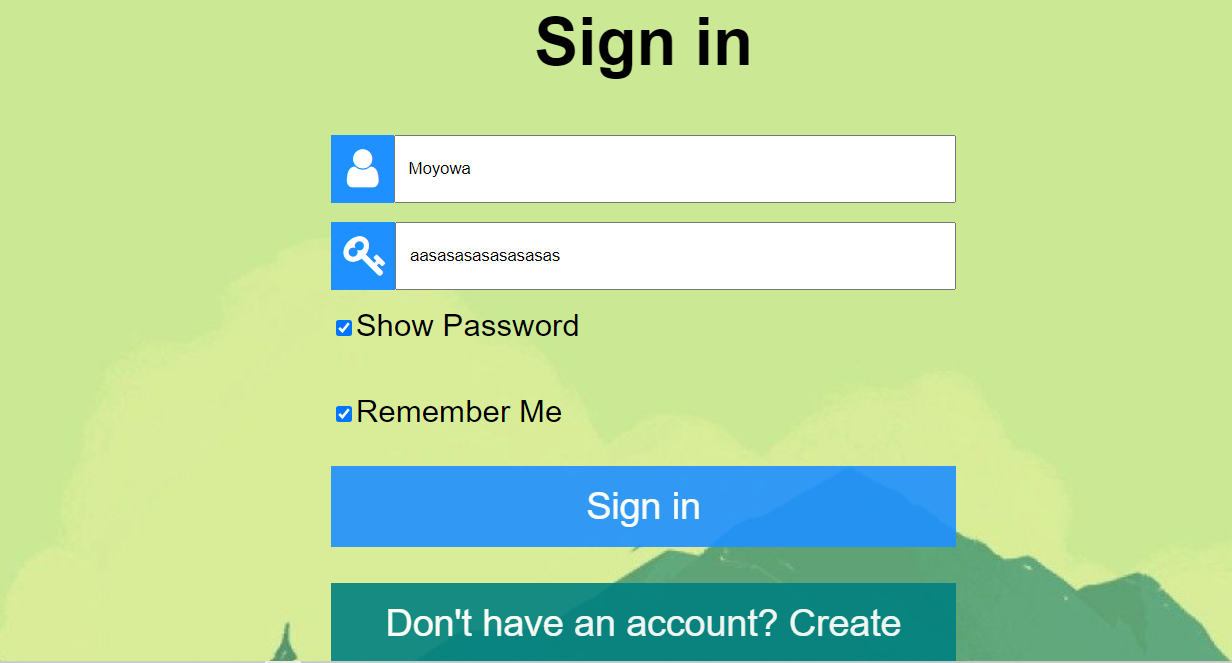 Sign in
Moyowa
aasasasasasasasas
Show Password
Remember Me
Sign in
Don't have an account? Create